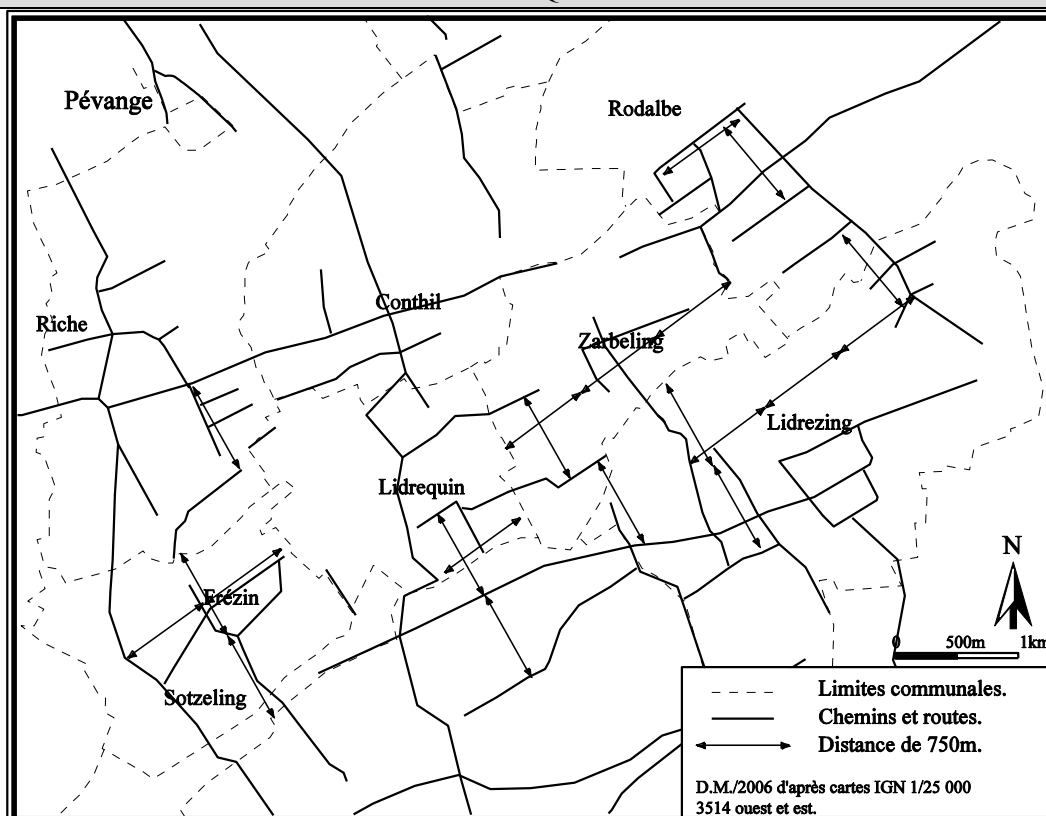 Pévange
Rodalbe
Conthil
Riche
Zarbeling
Lidrezing
Lidrequin
N
Frézin
0 500m 1km
Sotzeling
Limites communales.
Chemins et routes.
Distance de 750m.
D.M./2006 d'après cartes IGN 1/25 000
3514 ouest et est.